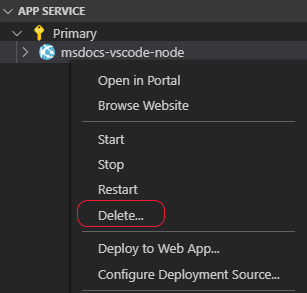 APP SERVICE
Primary
msdocs-vscode-node
Open in Portal
Browse Website
Start
Stop
Restart
Delete...
Deploy to Web App...
Configure Deployment Source...